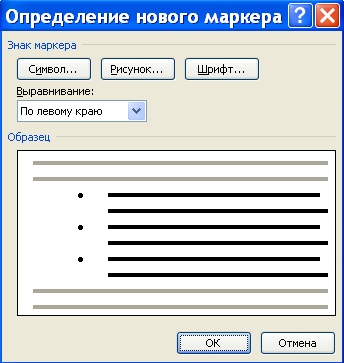 Определение нового маркера
Знак маркера
Символ... Рисунок... Шрифт...
Выравнивание:
По левому краю
Образец
ОК Отмена